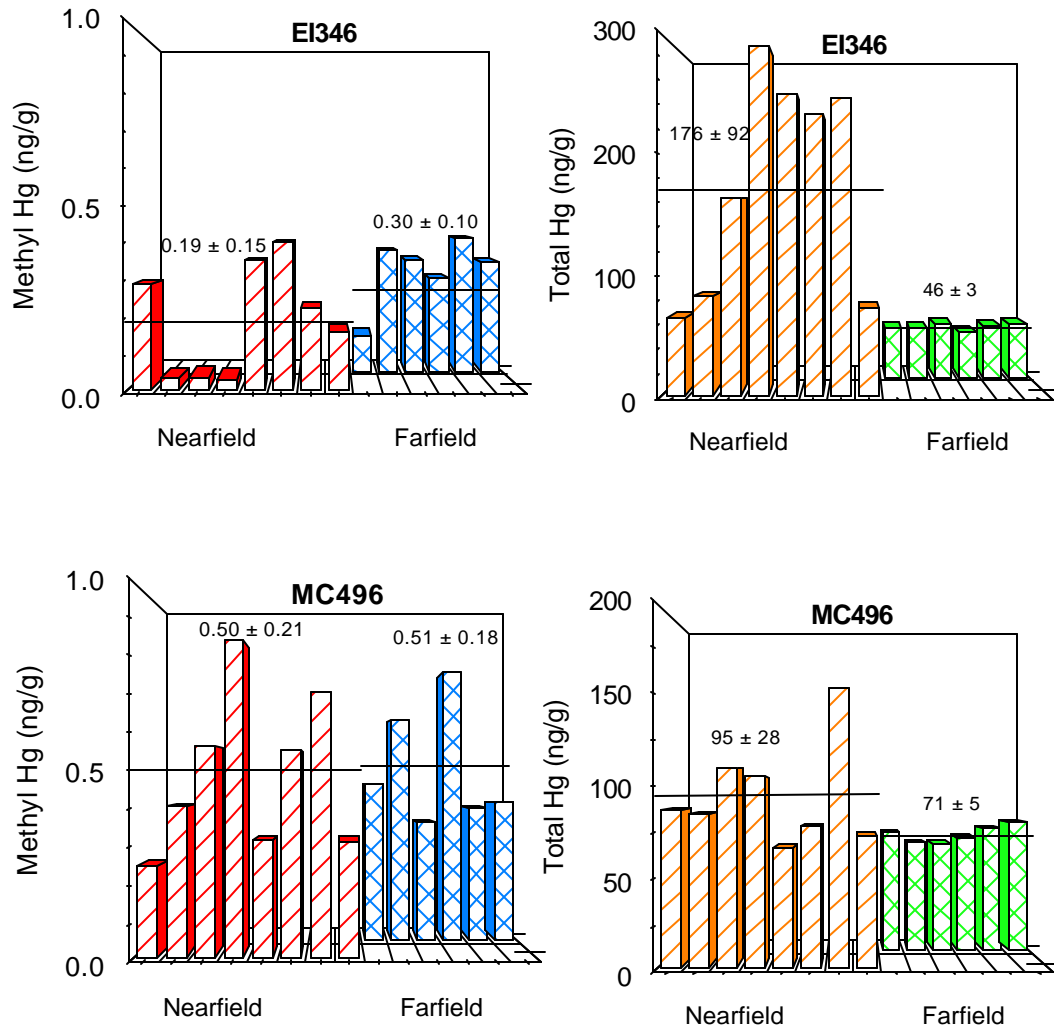 EI346
Methyl Hg (ng/g)
1.0
0.5
0.0
0.19 ± 0.15
0.30 ± 0.10
Nearfield
Farfield
EI346
Total Hg (ng/g)
300
200
100
0
176 ± 92
46 ± 3
Nearfield
Farfield
MC496
Methyl Hg (ng/g)
1.0
0.5
0.0
0.50 ± 0.21
0.51 ± 0.18
Nearfield
Farfield
MC496
Total Hg (ng/g)
200
150
100
50
0
95 ± 28
71 ± 5
Nearfield
Farfield